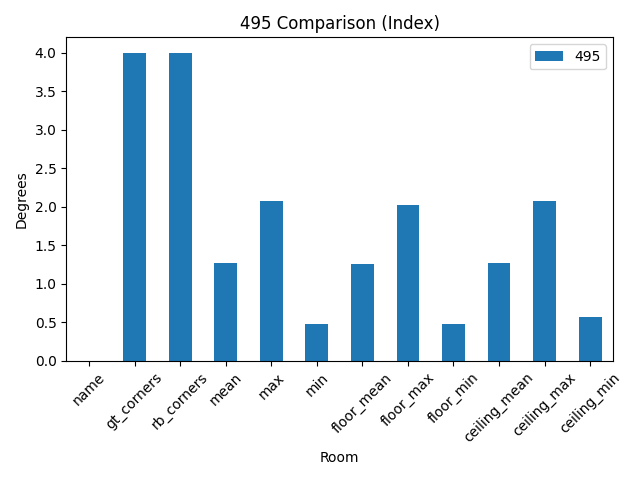 495 Comparison (Index)
495
Degrees
4.0
3.5
3.0
2.5
2.0
1.5
1.0
0.5
0.0
name
gt_corners
rb_corners
mean
max
min
floor_mean
floor_max
floor_min
ceiling_mean
ceiling_max
ceiling_min
Room